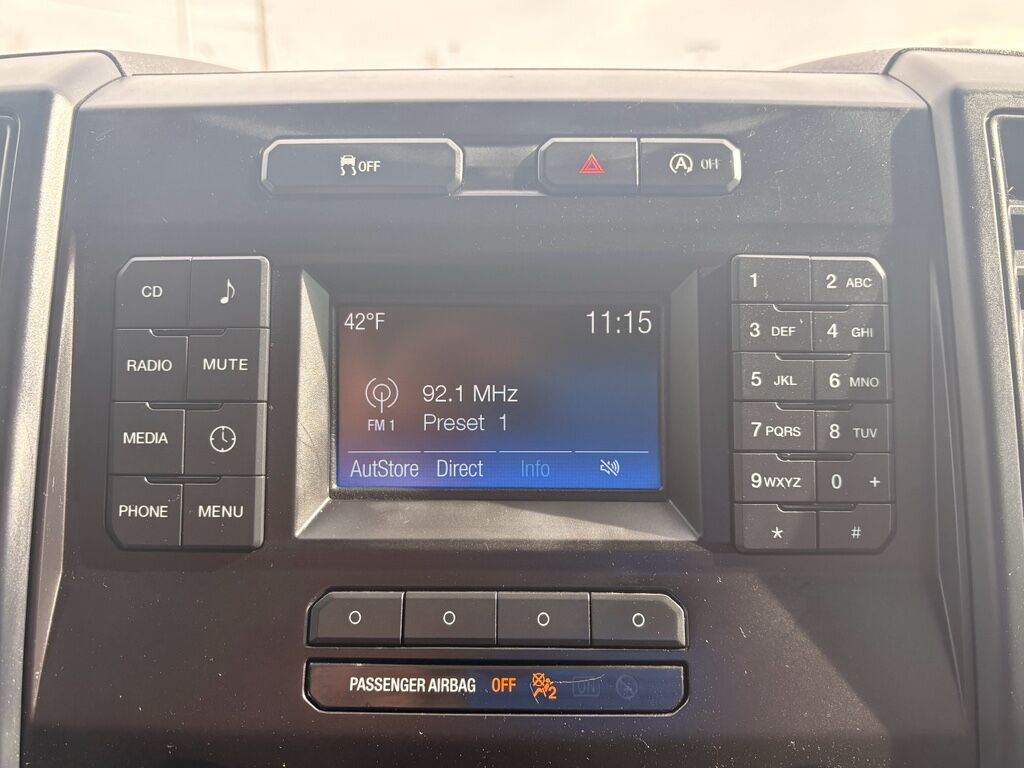 OFF
A OFF
CD
RADIO MUTE
MEDIA
PHONE MENU
42°F 11:15
92.1 MHz
FM 1 Preset 1
AutStore Direct Info
1 2 ABC
3 DEF 4 GHI
5 JKL 6 MNO
7 PQRS 8 TUV
9 WXYZ 0 +
* #
PASSENGER AIRBAG OFF 2 ON